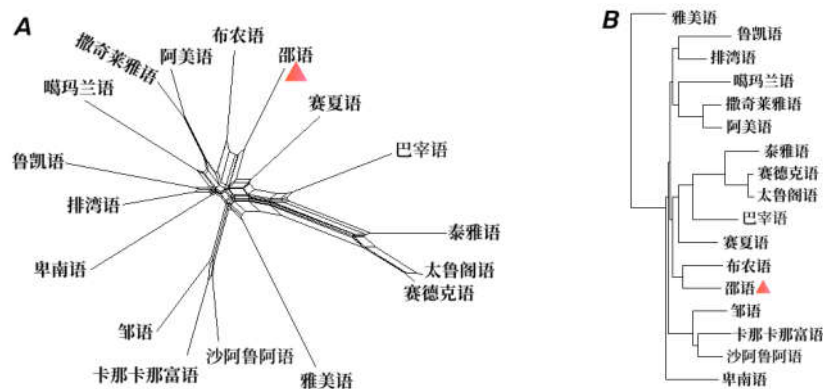 A
布农语
邵语
阿美语
撒奇莱雅语
赛夏语
噶玛兰语
巴宰语
鲁凯语
排湾语
泰雅语
卑南语
太鲁阁语
赛德克语
邹语
沙阿鲁阿语
卡那卡那富语
雅美语
B
雅美语
鲁凯语
排湾语
噶玛兰语
撒奇莱雅语
阿美语
泰雅语
赛德克语
太鲁阁语
巴宰语
赛夏语
布农语
邵语
邹语
卡那卡那富语
沙阿鲁阿语
卑南语